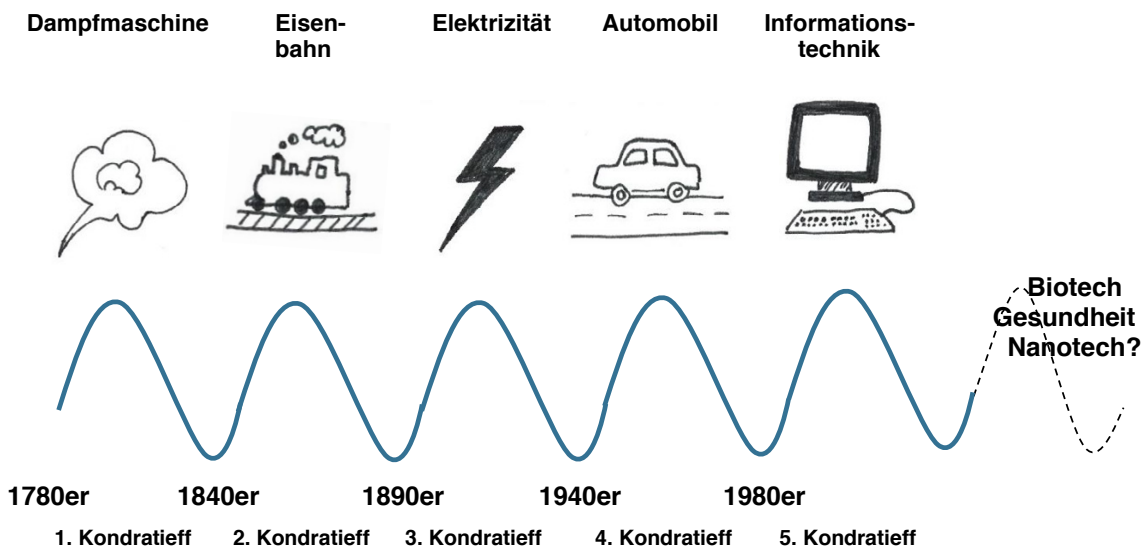 Dampfmaschine
Eisen-
bahn
Elektrizität
Automobil
Informations-
technik
Biotech
Gesundheit
Nanotech?
1780er
1840er
1890er
1940er
1980er
1. Kondratieff
2. Kondratieff
3. Kondratieff
4. Kondratieff
5. Kondratieff